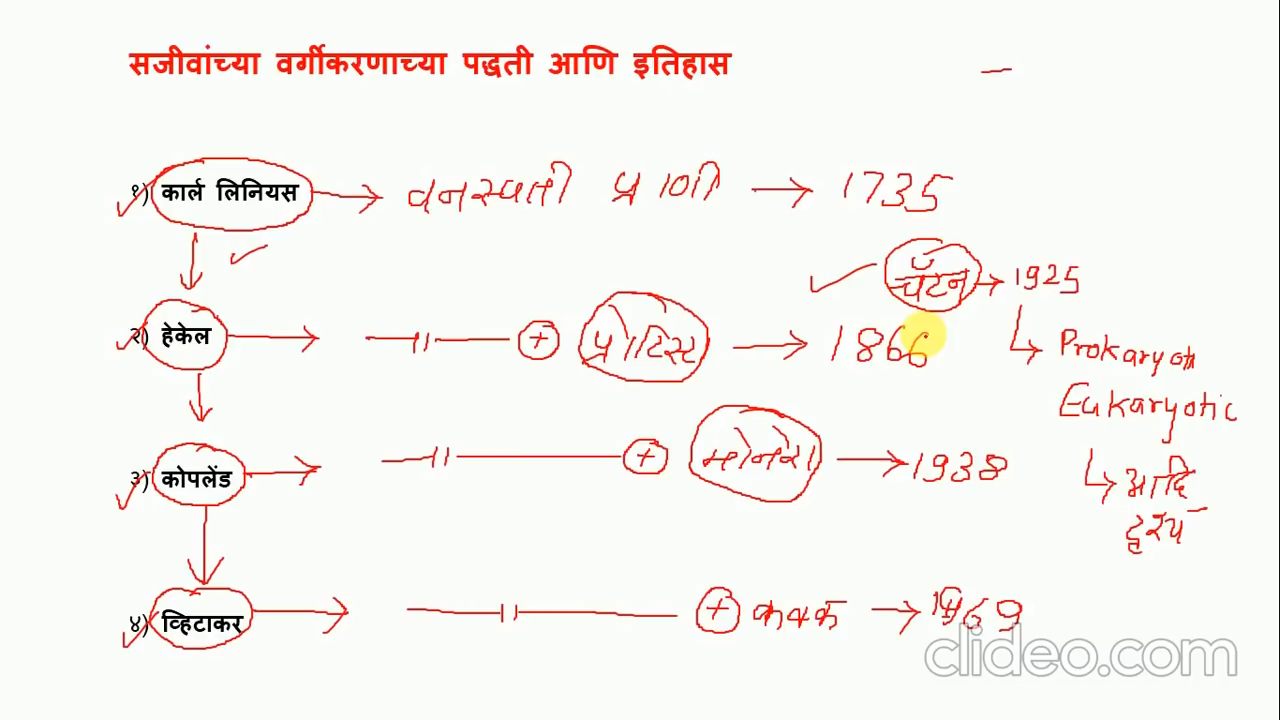 सजीवांच्या वर्गीकरणाच्या पद्धती आणि इतिहास
१) कार्ल लिनियस → वनस्पती प्राणी → 1735
चॅटन → 1925
२) हेकेल → + प्रोटिस्ट → 1866
Prokaryotic
Eukaryotic
३) कोपलेंड → + मोनेरा → 1938
आदि
दृश्य
४) व्हिटाकर → + कवक → 1969
clideo.com